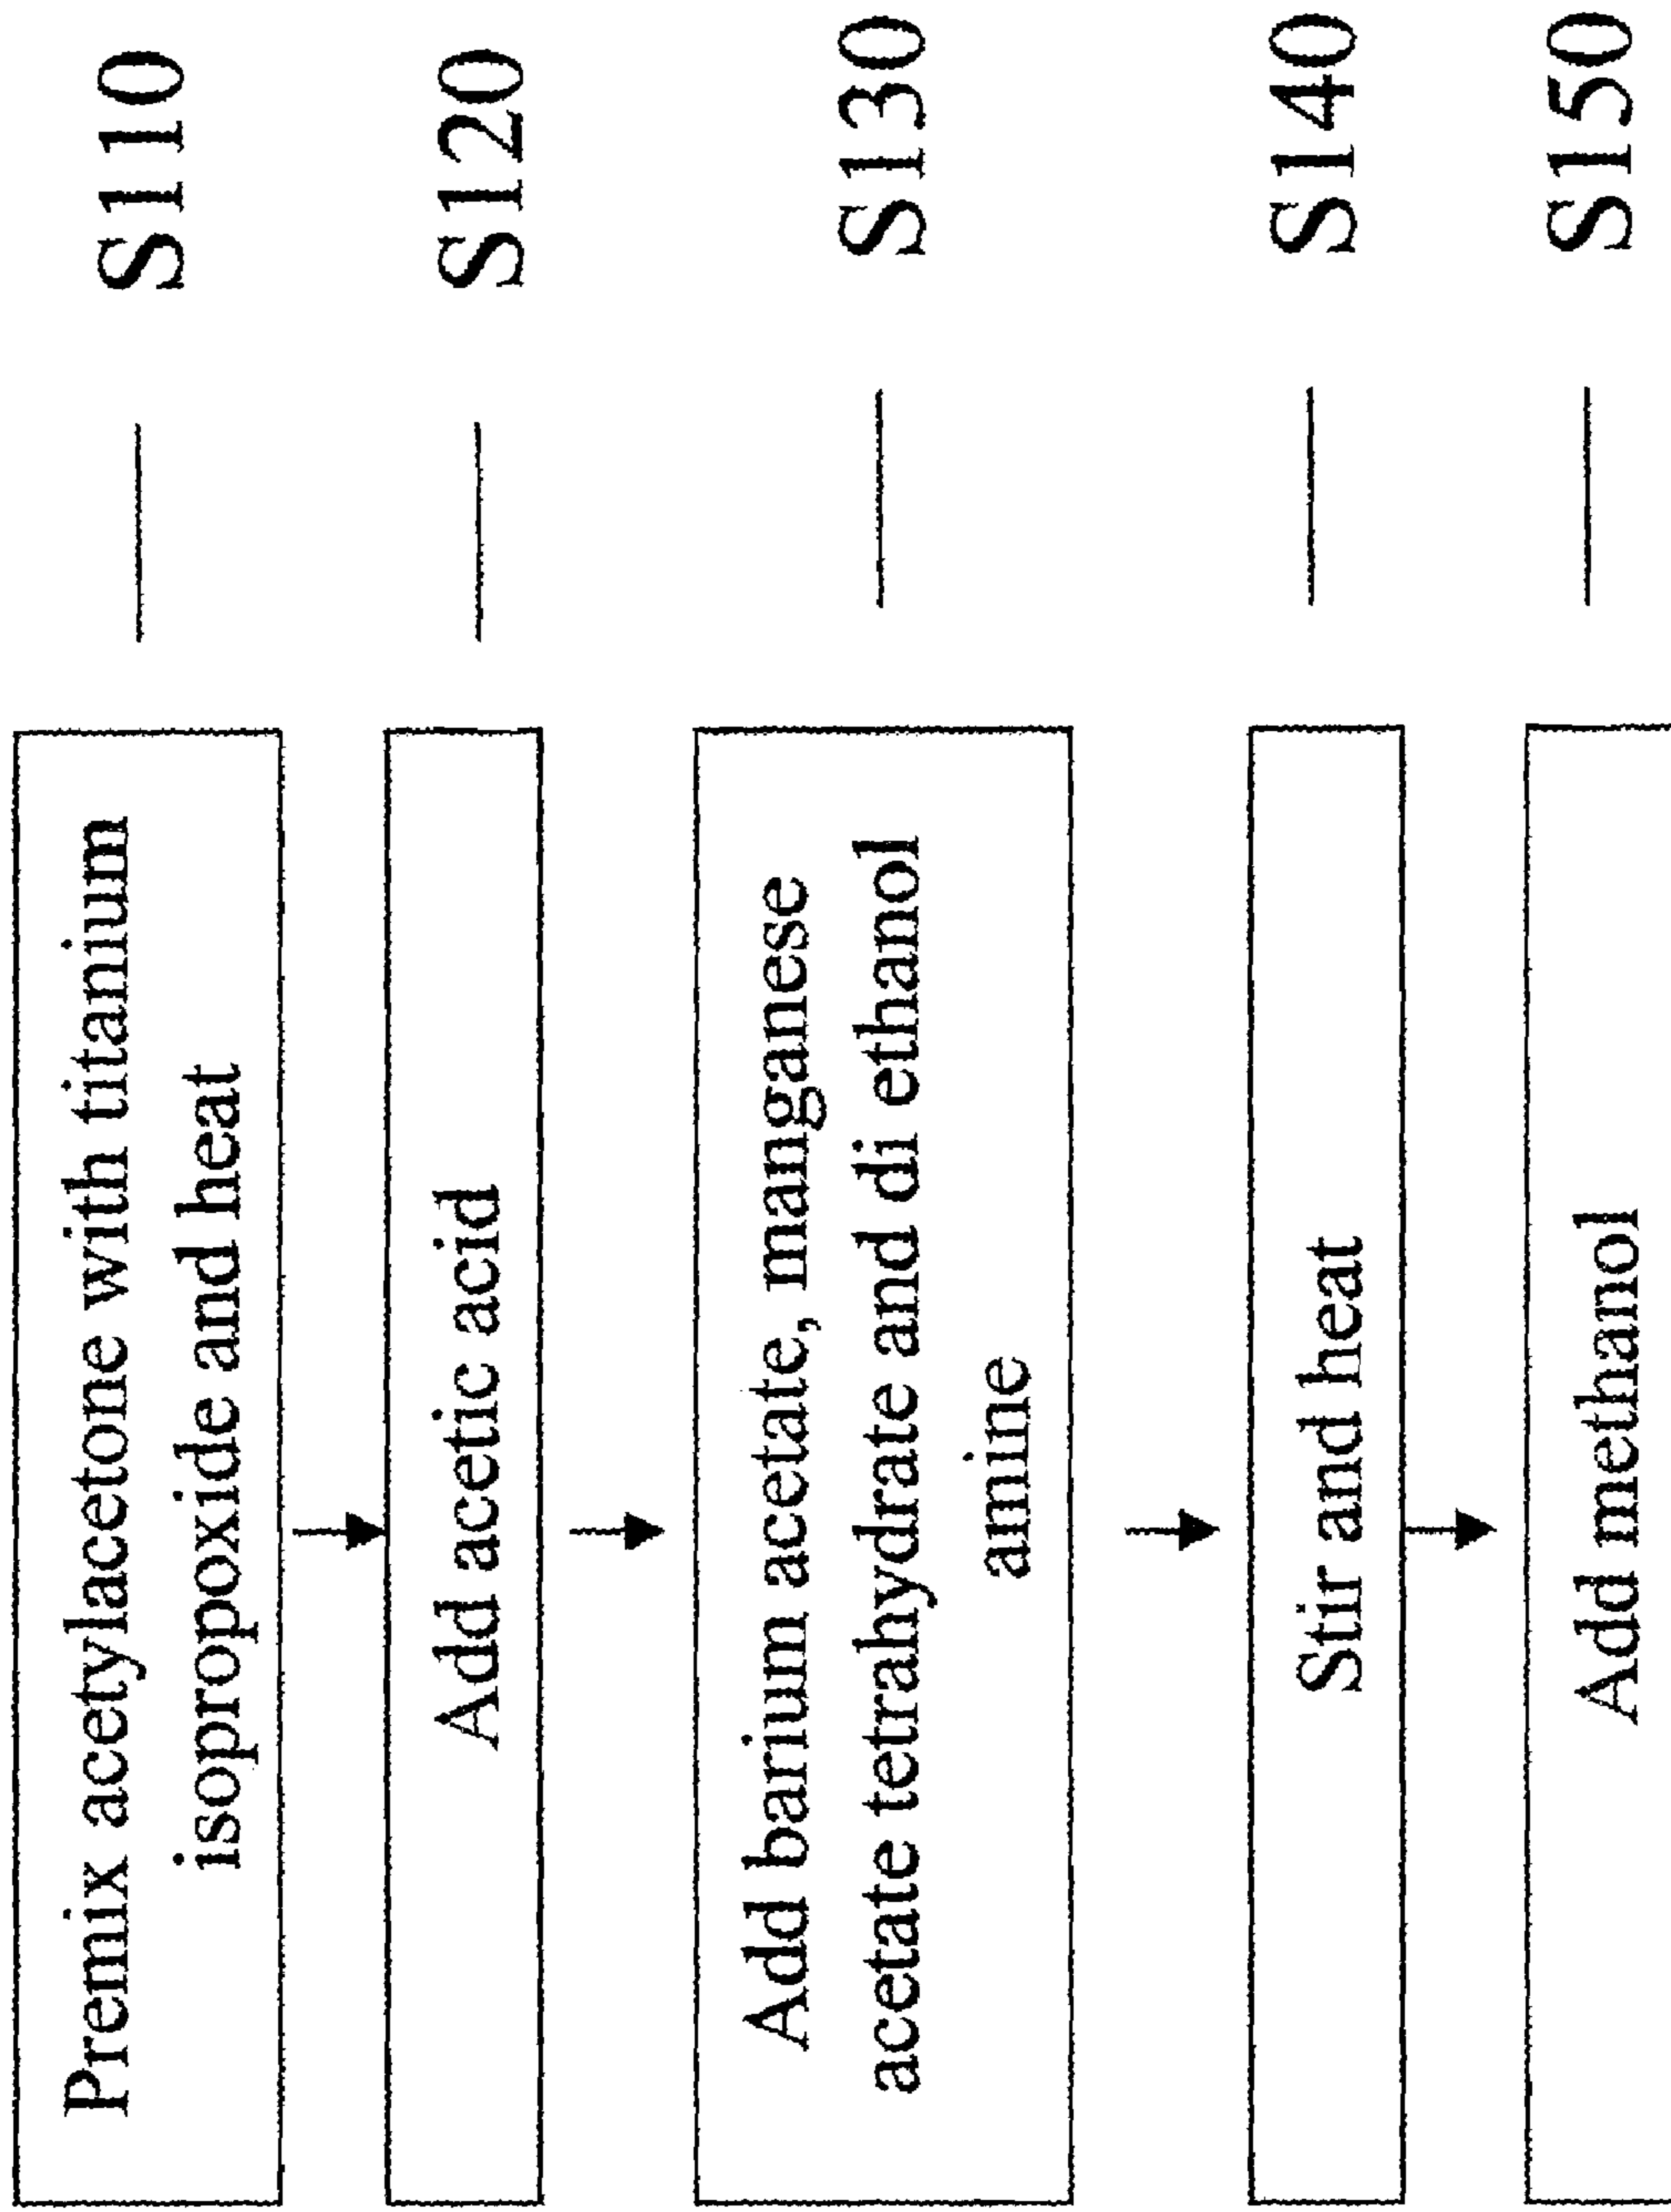 Premix acetylacetone with titanium
isopropoxide and heat
S110
Add acetic acid
S120
Add barium acetate, manganese
acetate tetrahydrate and di ethanol
amine
S130
Stir and heat
S140
Add methanol
S150